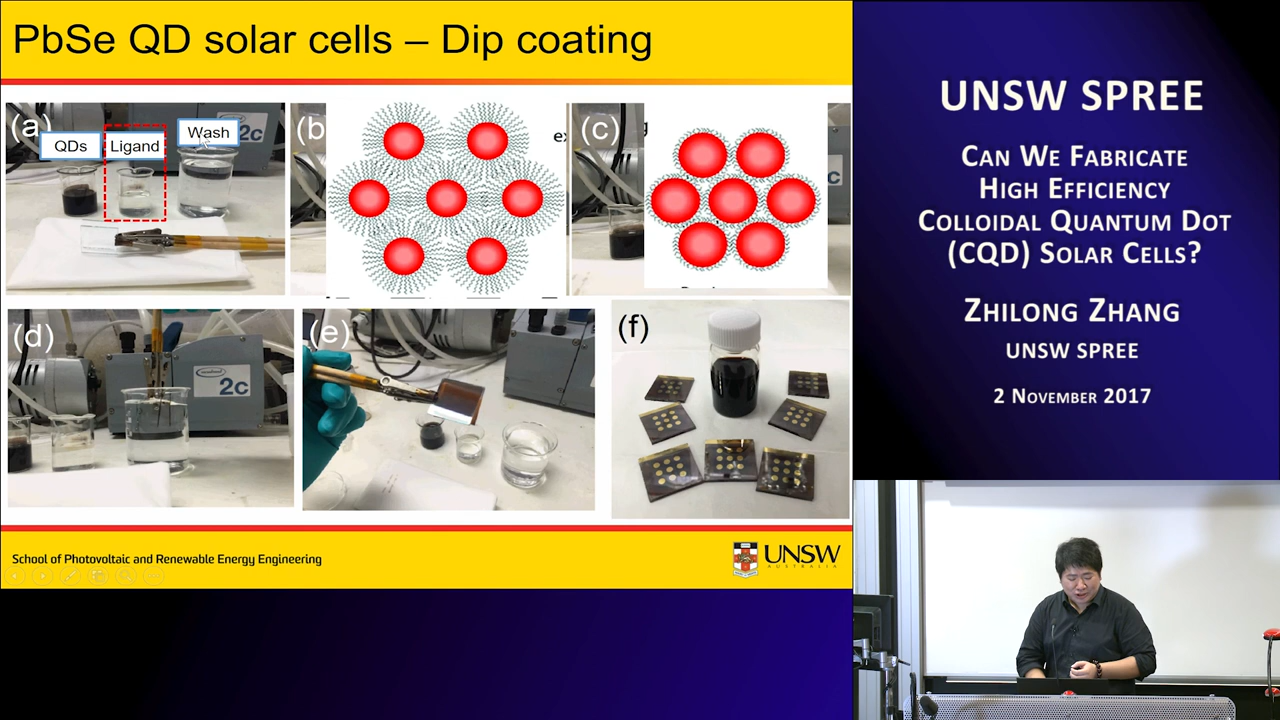 PbSe QD solar cells – Dip coating
(a)
QDs
Ligand
Wash
2c
(b
(c)
(d)
2c
(e)
(f)
School of Photovoltaic and Renewable Energy Engineering
UNSW
AUSTRALIA
UNSW SPREE
Can We Fabricate
High Efficiency
Colloidal Quantum Dot
(CQD) Solar Cells?
Zhilong Zhang
UNSW SPREE
2 November 2017